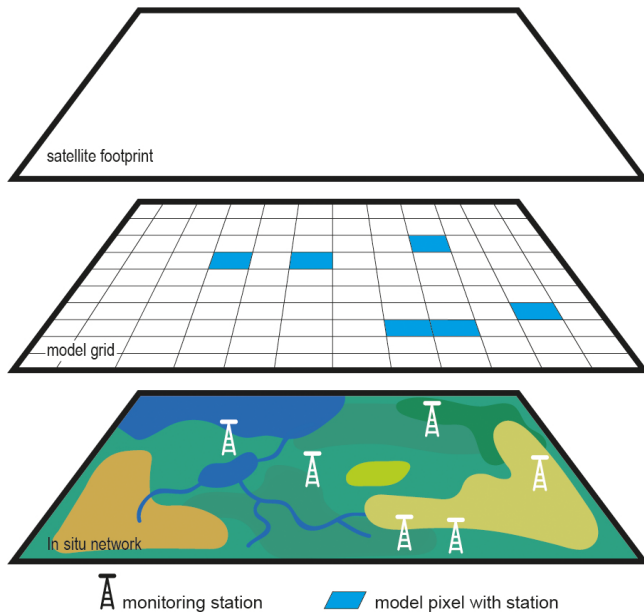 satellite footprint
model grid
In situ network
monitoring station
model pixel with station